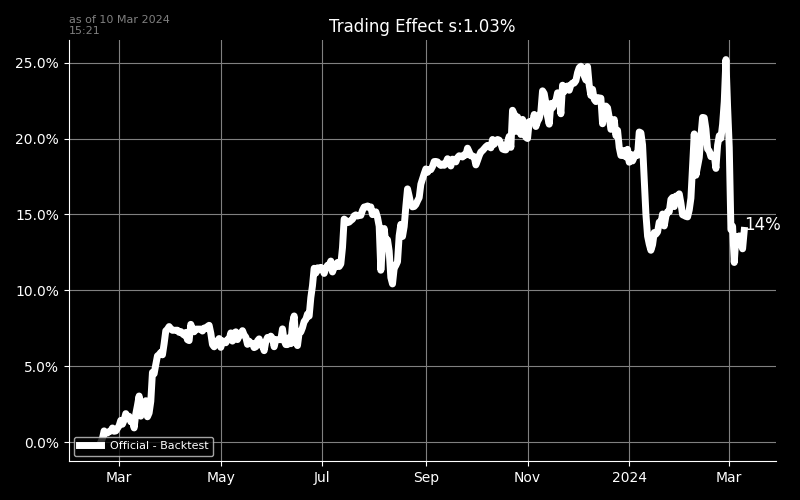 as of 10 Mar 2024
15:21
Trading Effect s:1.03%
25.0%
20.0%
15.0%
14%
10.0%
5.0%
0.0%
Official - Backtest
Mar
May
Jul
Sep
Nov
2024
Mar